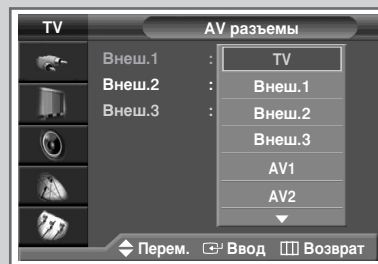 TV AV разъемы
Внеш.1 : TV
Внеш.2 : Внеш.1
Внеш.3 : Внеш.2
Внеш.3
AV1
AV2
Перем. Ввод Возврат